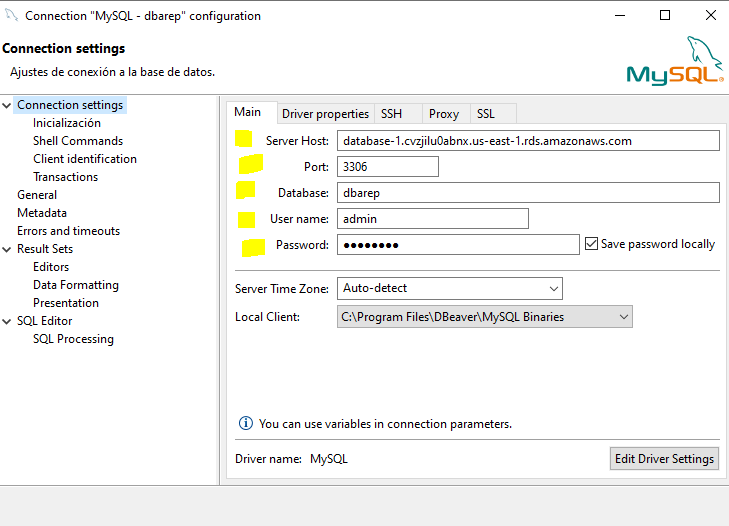 Connection "MySQL - dbarep" configuration
Connection settings
Ajustes de conexión a la base de datos.
MySQL®
Connection settings
Inicialización
Shell Commands
Client identification
Transactions
General
Metadata
Errors and timeouts
Result Sets
Editors
Data Formatting
Presentation
SQL Editor
SQL Processing
Main Driver properties SSH Proxy SSL
Server Host: database-1.cvzjilu0abnx.us-east-1.rds.amazonaws.com
Port: 3306
Database: dbarep
User name: admin
Password: ●●●●●●●● Save password locally
Server Time Zone: Auto-detect
Local Client: C:\Program Files\DBeaver\MySQL Binaries
You can use variables in connection parameters.
Driver name: MySQL Edit Driver Settings